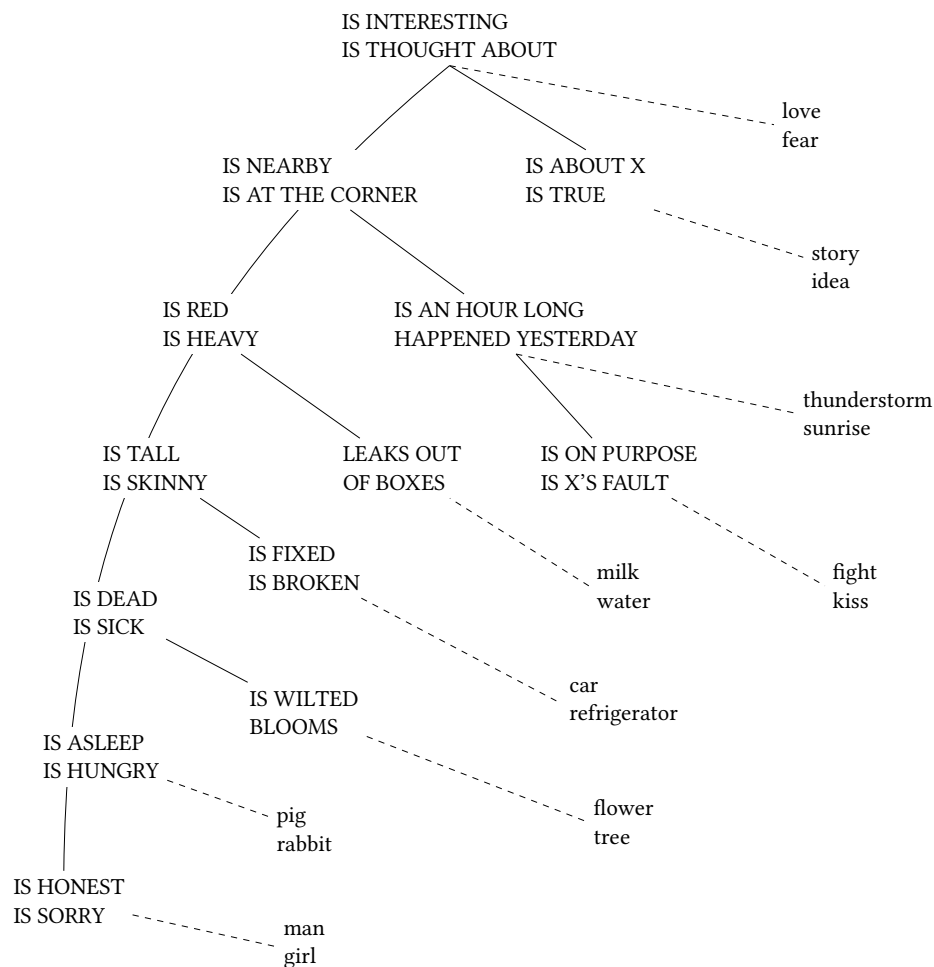 IS INTERESTING
IS THOUGHT ABOUT
love
fear
IS NEARBY
IS AT THE CORNER
IS ABOUT X
IS TRUE
story
idea
IS RED
IS HEAVY
IS AN HOUR LONG
HAPPENED YESTERDAY
thunderstorm
sunrise
IS TALL
IS SKINNY
LEAKS OUT
OF BOXES
IS ON PURPOSE
IS X’S FAULT
IS FIXED
IS BROKEN
milk
water
fight
kiss
IS DEAD
IS SICK
car
refrigerator
IS WILTED
BLOOMS
IS ASLEEP
IS HUNGRY
pig
rabbit
flower
tree
IS HONEST
IS SORRY
man
girl